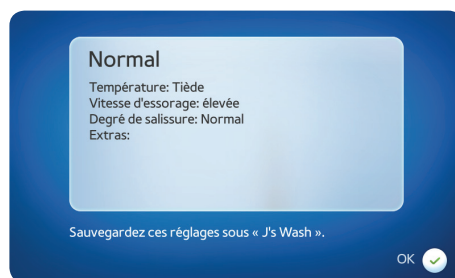 Normal
Température: Tiède
Vitesse d'essorage: élevée
Degré de salissure: Normal
Extras:
Sauvegardez ces réglages sous « J's Wash ».
OK